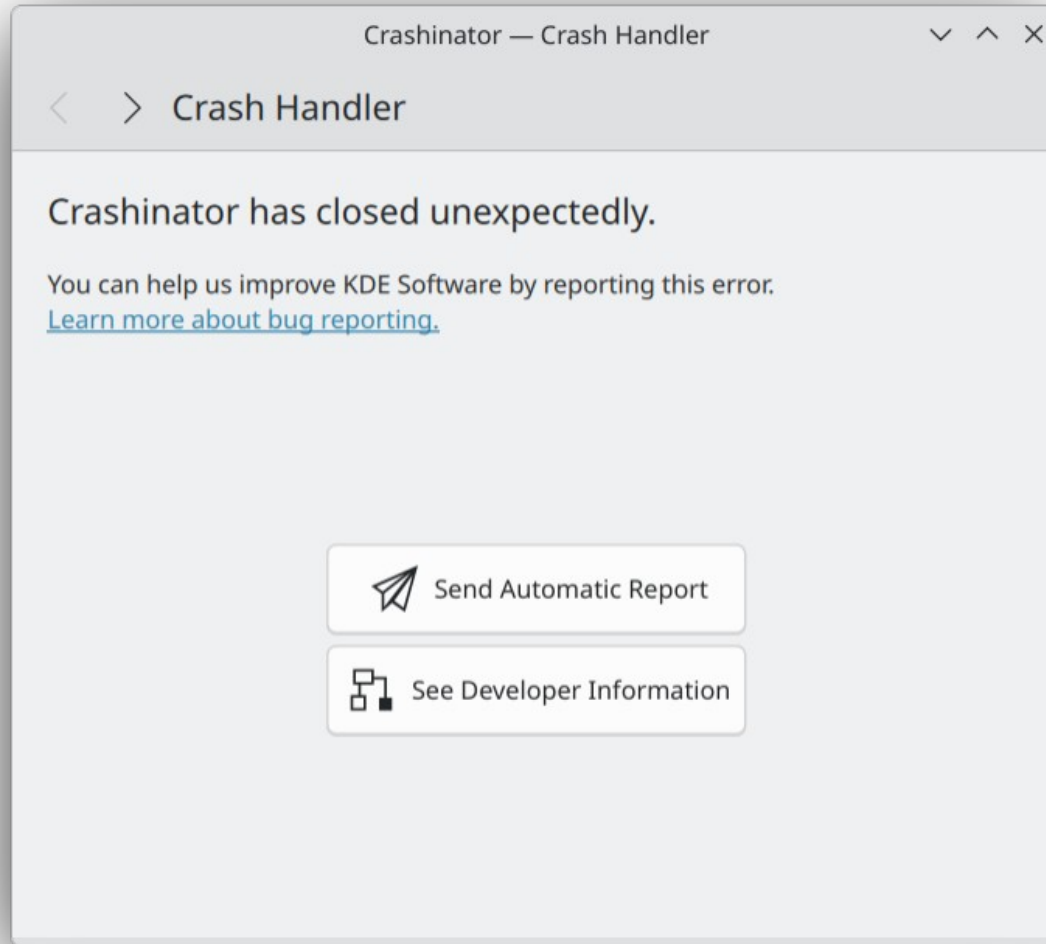 Crashinator — Crash Handler
Crash Handler
Crashinator has closed unexpectedly.
You can help us improve KDE Software by reporting this error.
Learn more about bug reporting.
Send Automatic Report
See Developer Information